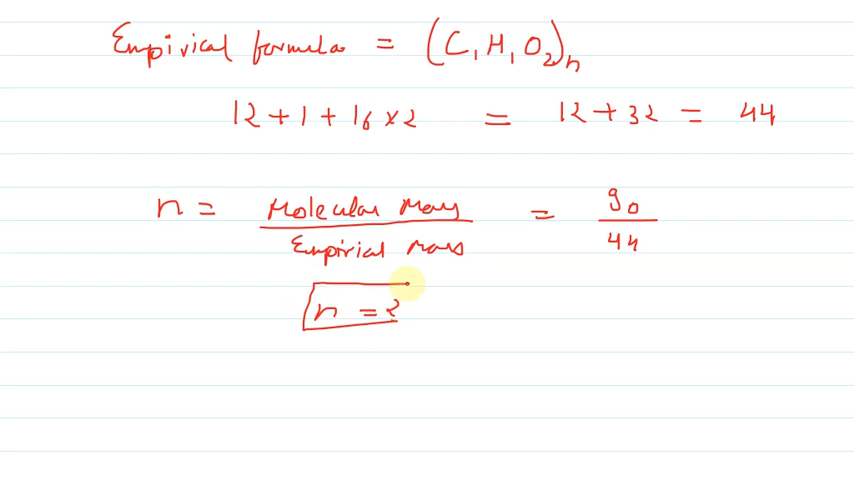 Empirical formula = (C₁H₁O₂)ₙ
12 + 1 + 16 × 2 = 12 + 32 = 44
n = Molecular Mass / Empirical Mass = 90 / 44
n = 2